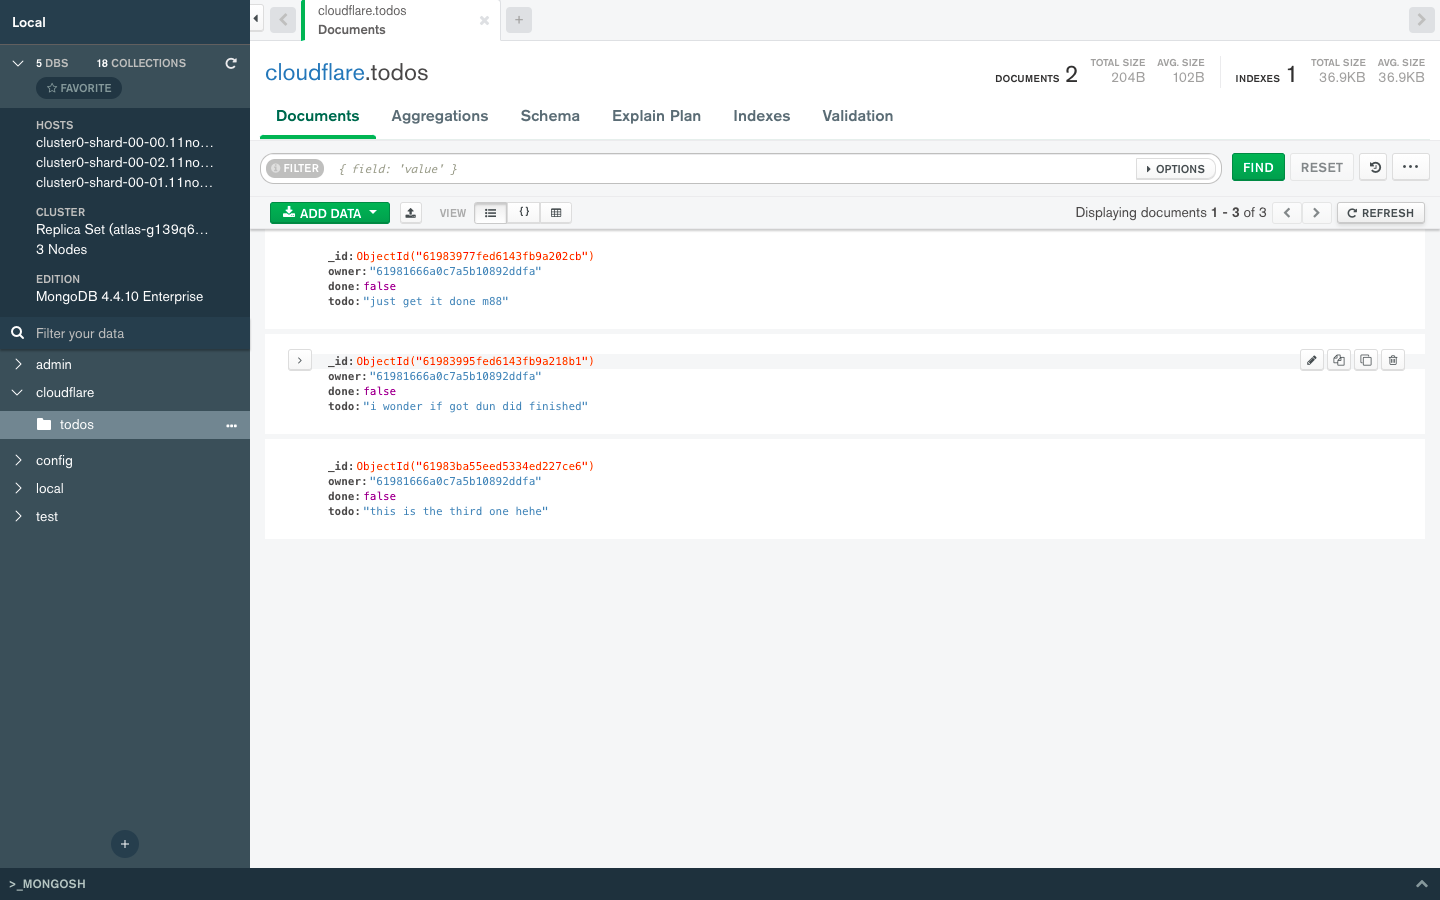 Local
5 DBS 18 COLLECTIONS
FAVORITE
HOSTS
cluster0-shard-00-00.11no...
cluster0-shard-00-02.11no...
cluster0-shard-00-01.11no...
CLUSTER
Replica Set (atlas-g139q6...
3 Nodes
EDITION
MongoDB 4.4.10 Enterprise
Filter your data
admin
cloudflare
todos
config
local
test
+
>_MONGOSH
cloudflare.todos
Documents
cloudflare.todos
DOCUMENTS 2
TOTAL SIZE
204B
AVG. SIZE
102B
INDEXES 1
TOTAL SIZE
36.9KB
AVG. SIZE
36.9KB
Documents Aggregations Schema Explain Plan Indexes Validation
FILTER { field: 'value' } OPTIONS FIND RESET
ADD DATA VIEW { } Displaying documents 1 - 3 of 3 REFRESH
_id: ObjectId("61983977fed6143fb9a202cb")
owner: "61981666a0c7a5b10892ddfa"
done: false
todo: "just get it done m88"
_id: ObjectId("61983995fed6143fb9a218b1")
owner: "61981666a0c7a5b10892ddfa"
done: false
todo: "i wonder if got dun did finished"
_id: ObjectId("61983ba55eed5334ed227ce6")
owner: "61981666a0c7a5b10892ddfa"
done: false
todo: "this is the third one hehe"